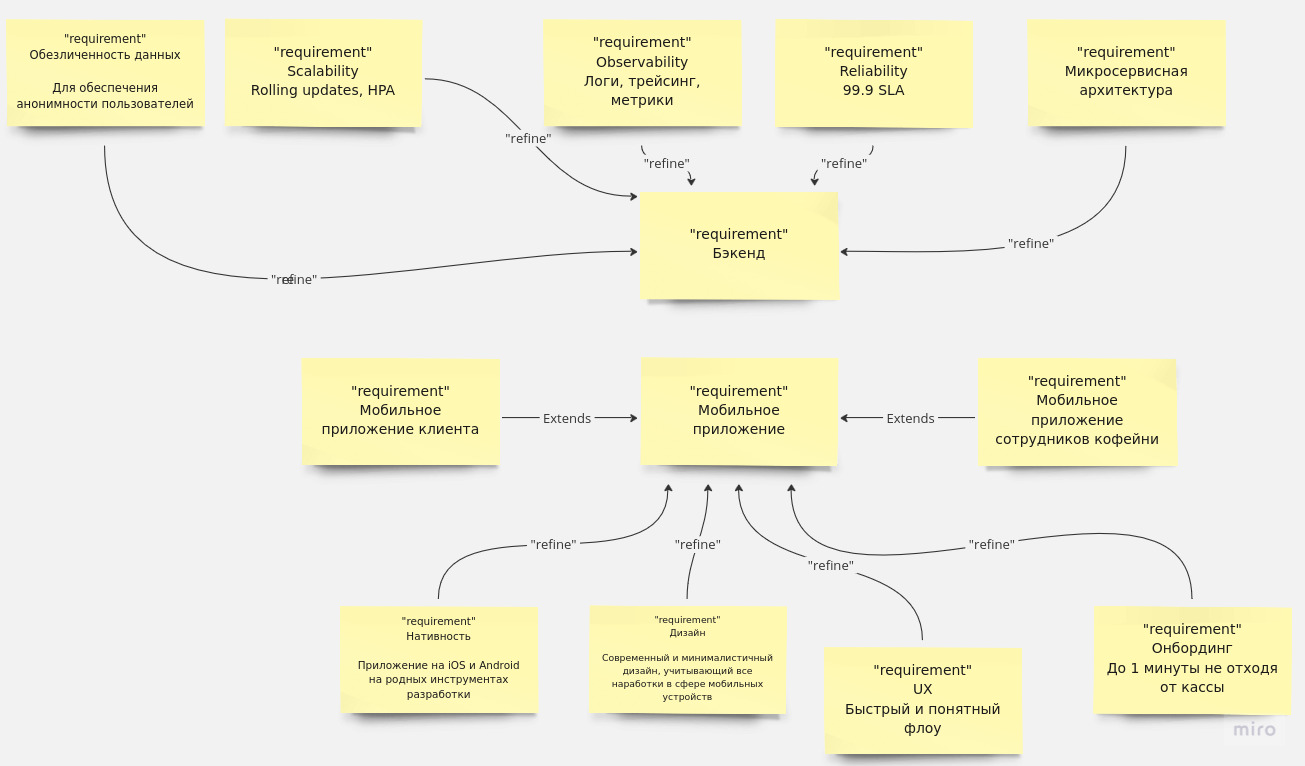 "requirement"
Обезличенность данных
Для обеспечения
анонимности пользователей
"requirement"
Scalability
Rolling updates, HPA
"requirement"
Observability
Логи, трейсинг,
метрики
"requirement"
Reliability
99.9 SLA
"requirement"
Микросервисная
архитектура
"refine"
"refine"
"refine"
"refine"
"refine"
"requirement"
Бэкенд
"requirement"
Мобильное
приложение клиента
Extends
"requirement"
Мобильное
приложение
Extends
"requirement"
Мобильное
приложение
сотрудников кофейни
"refine"
"refine"
"refine"
"refine"
"requirement"
Нативность
Приложение на iOS и Android
на родных инструментах
разработки
"requirement"
Дизайн
Современный и минималистичный
дизайн, учитывающий все
наработки в сфере мобильных
устройств
"requirement"
UX
Быстрый и понятный
флоу
"requirement"
Онбординг
До 1 минуты не отходя
от кассы
miro